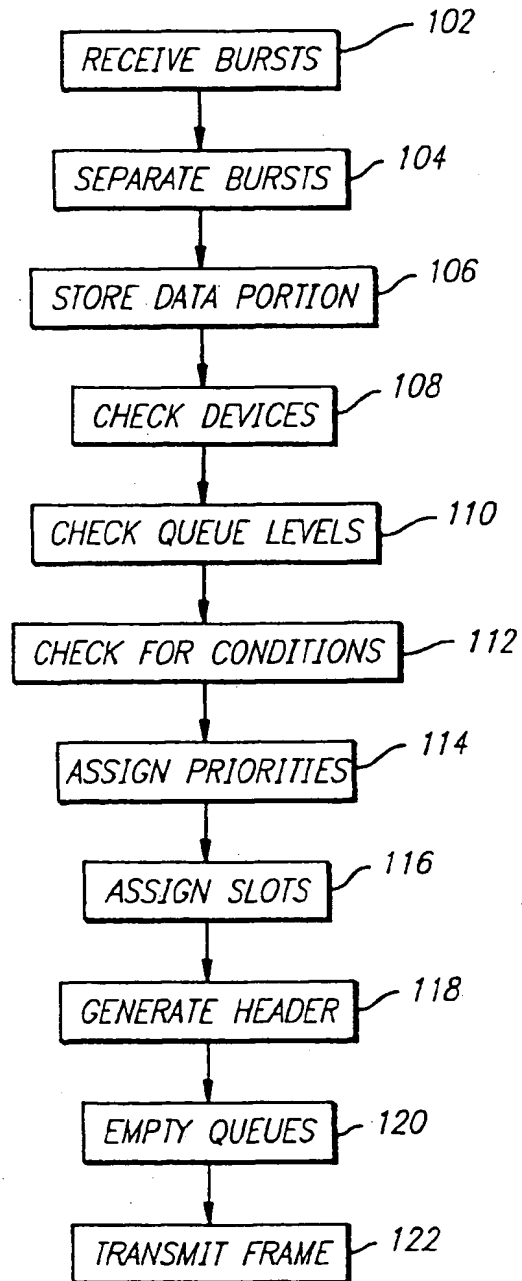 102
RECEIVE BURSTS
104
SEPARATE BURSTS
106
STORE DATA PORTION
108
CHECK DEVICES
110
CHECK QUEUE LEVELS
112
CHECK FOR CONDITIONS
114
ASSIGN PRIORITIES
116
ASSIGN SLOTS
118
GENERATE HEADER
120
EMPTY QUEUES
122
TRANSMIT FRAME